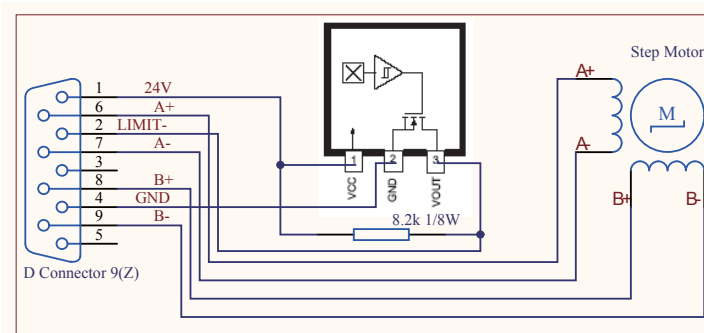 Step Motor
A+
M
A-
B+
B-
1
2
3
VCC
GND
VOUT
8.2k 1/8W
1 24V
6 A+
2 LIMIT-
7 A-
3
8 B+
4 GND
9 B-
5
D Connector 9(Z)